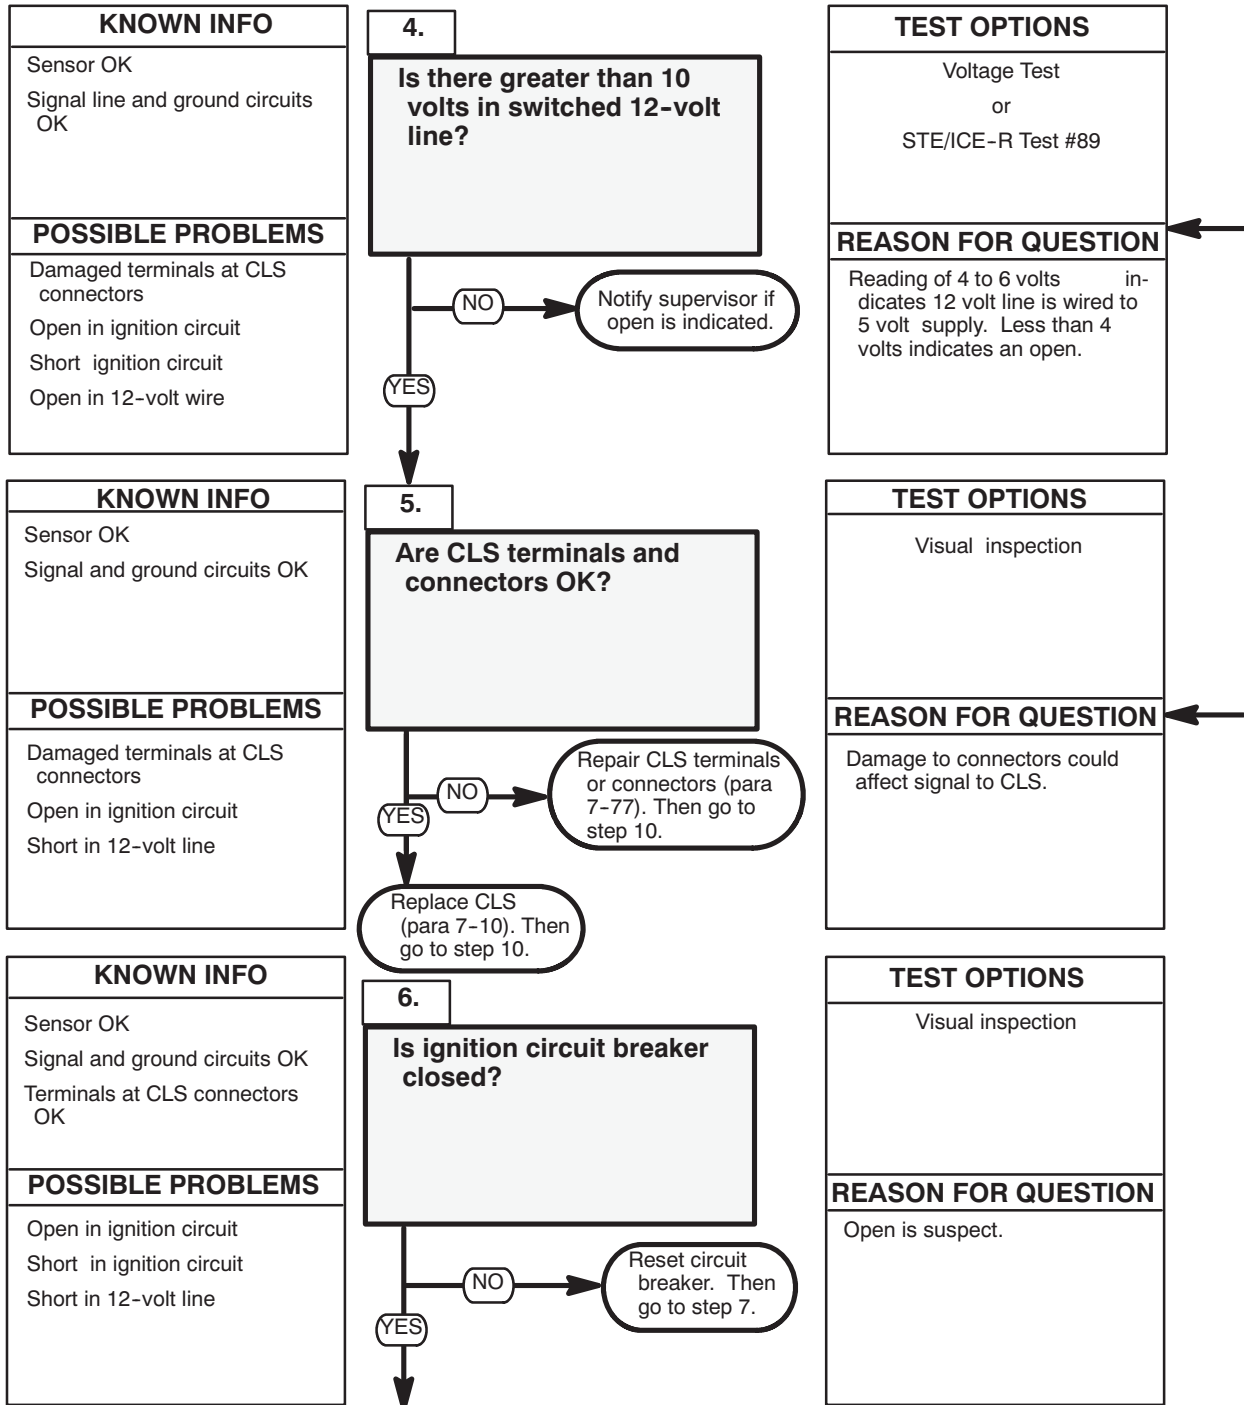 KNOWN INFO
Sensor OK
Signal line and ground circuits
OK
POSSIBLE PROBLEMS
Damaged terminals at CLS
connectors
Open in ignition circuit
Short ignition circuit
Open in 12-volt wire
4.
Is there greater than 10
volts in switched 12-volt
line?
NO
Notify supervisor if
open is indicated.
YES
TEST OPTIONS
Voltage Test
or
STE/ICE-R Test #89
REASON FOR QUESTION
Reading of 4 to 6 volts in-
dicates 12 volt line is wired to
5 volt supply. Less than 4
volts indicates an open.
KNOWN INFO
Sensor OK
Signal and ground circuits OK
POSSIBLE PROBLEMS
Damaged terminals at CLS
connectors
Open in ignition circuit
Short in 12-volt line
5.
Are CLS terminals and
connectors OK?
NO
Repair CLS terminals
or connectors (para
7-77). Then go to
step 10.
YES
Replace CLS
(para 7-10). Then
go to step 10.
TEST OPTIONS
Visual inspection
REASON FOR QUESTION
Damage to connectors could
affect signal to CLS.
KNOWN INFO
Sensor OK
Signal and ground circuits OK
Terminals at CLS connectors
OK
POSSIBLE PROBLEMS
Open in ignition circuit
Short in ignition circuit
Short in 12-volt line
6.
Is ignition circuit breaker
closed?
NO
Reset circuit
breaker. Then
go to step 7.
YES
TEST OPTIONS
Visual inspection
REASON FOR QUESTION
Open is suspect.